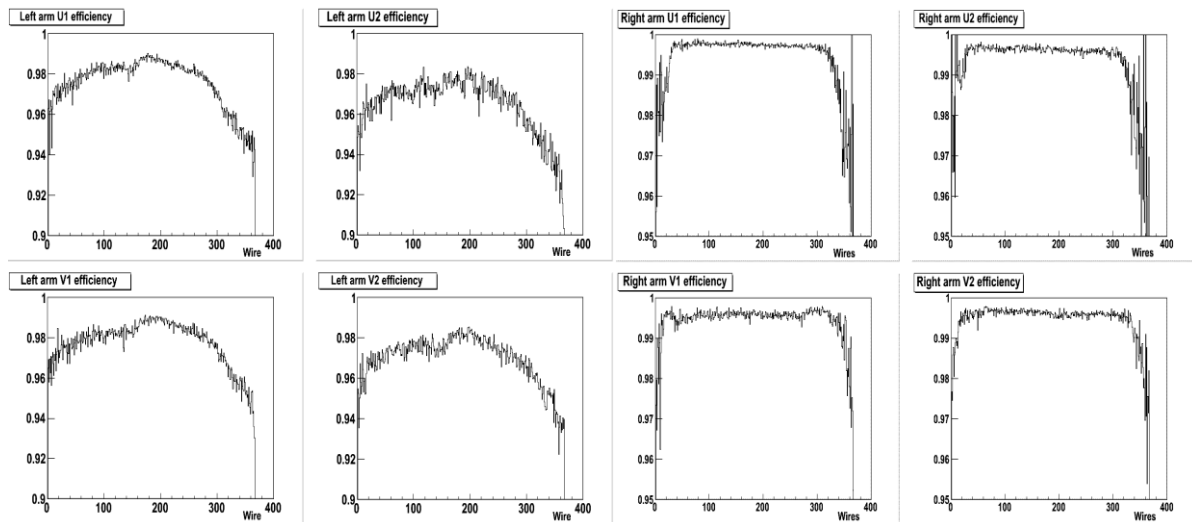 Left arm U1 efficiency
1
0.98
0.96
0.94
0.92
0.9
0 100 200 300 400
Wire
Left arm U2 efficiency
1
0.98
0.96
0.94
0.92
0.9
0 100 200 300 400
Wire
Right arm U1 efficiency
1
0.99
0.98
0.97
0.96
0.95
0 100 200 300 400
Wires
Right arm U2 efficiency
1
0.99
0.98
0.97
0.96
0.95
0 100 200 300 400
Wires
Left arm V1 efficiency
1
0.98
0.96
0.94
0.92
0.9
0 100 200 300 400
Wire
Left arm V2 efficiency
1
0.98
0.96
0.94
0.92
0.9
0 100 200 300 400
Wire
Right arm V1 efficiency
1
0.99
0.98
0.97
0.96
0.95
0 100 200 300 400
Wires
Right arm V2 efficiency
1
0.99
0.98
0.97
0.96
0.95
0 100 200 300 400
Wires